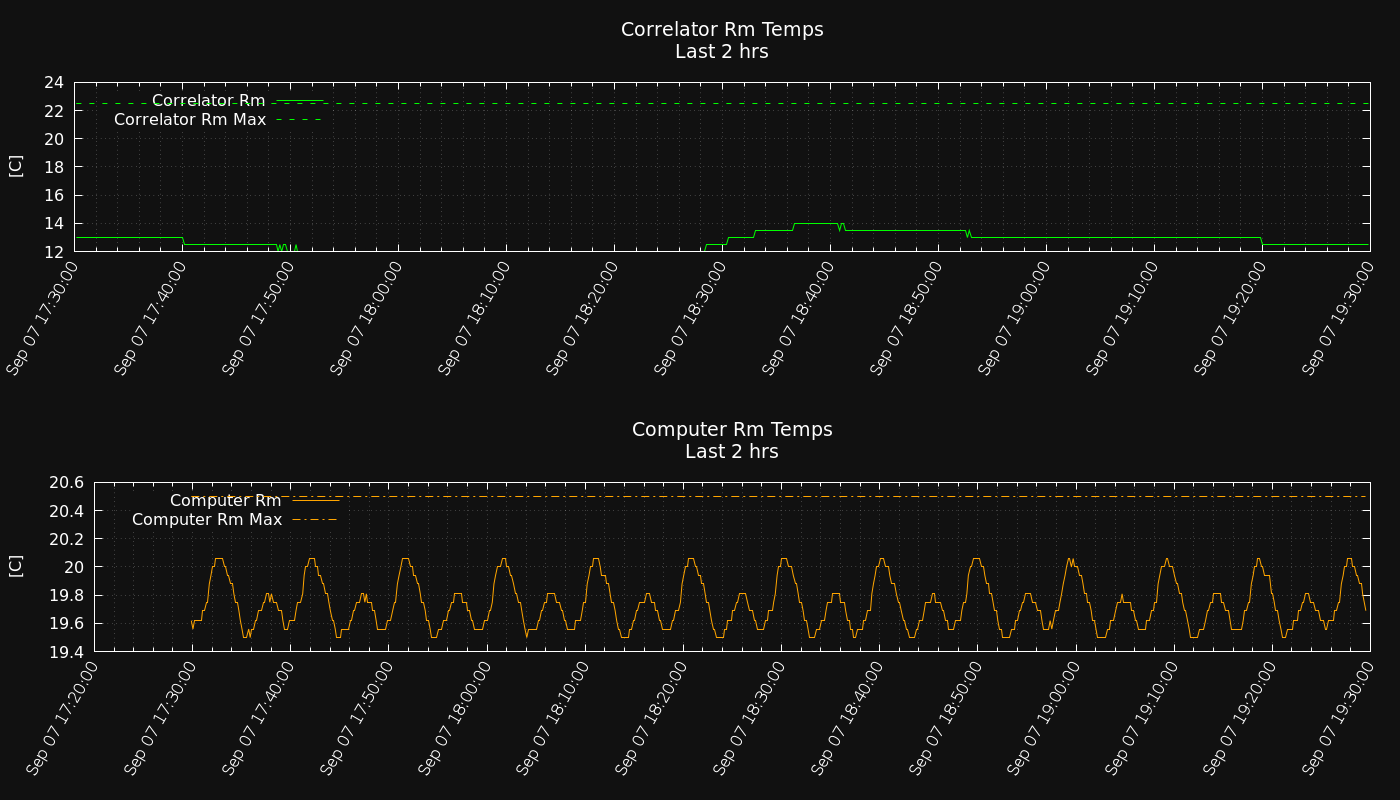 Correlator Rm Temps
Last 2 hrs
24
22
20
18
16
14
12
[C]
Correlator Rm
Correlator Rm Max
Sep 07 17:30:00
Sep 07 17:40:00
Sep 07 17:50:00
Sep 07 18:00:00
Sep 07 18:10:00
Sep 07 18:20:00
Sep 07 18:30:00
Sep 07 18:40:00
Sep 07 18:50:00
Sep 07 19:00:00
Sep 07 19:10:00
Sep 07 19:20:00
Sep 07 19:30:00
Computer Rm Temps
Last 2 hrs
20.6
20.4
20.2
20
19.8
19.6
19.4
[C]
Computer Rm
Computer Rm Max
Sep 07 17:20:00
Sep 07 17:30:00
Sep 07 17:40:00
Sep 07 17:50:00
Sep 07 18:00:00
Sep 07 18:10:00
Sep 07 18:20:00
Sep 07 18:30:00
Sep 07 18:40:00
Sep 07 18:50:00
Sep 07 19:00:00
Sep 07 19:10:00
Sep 07 19:20:00
Sep 07 19:30:00